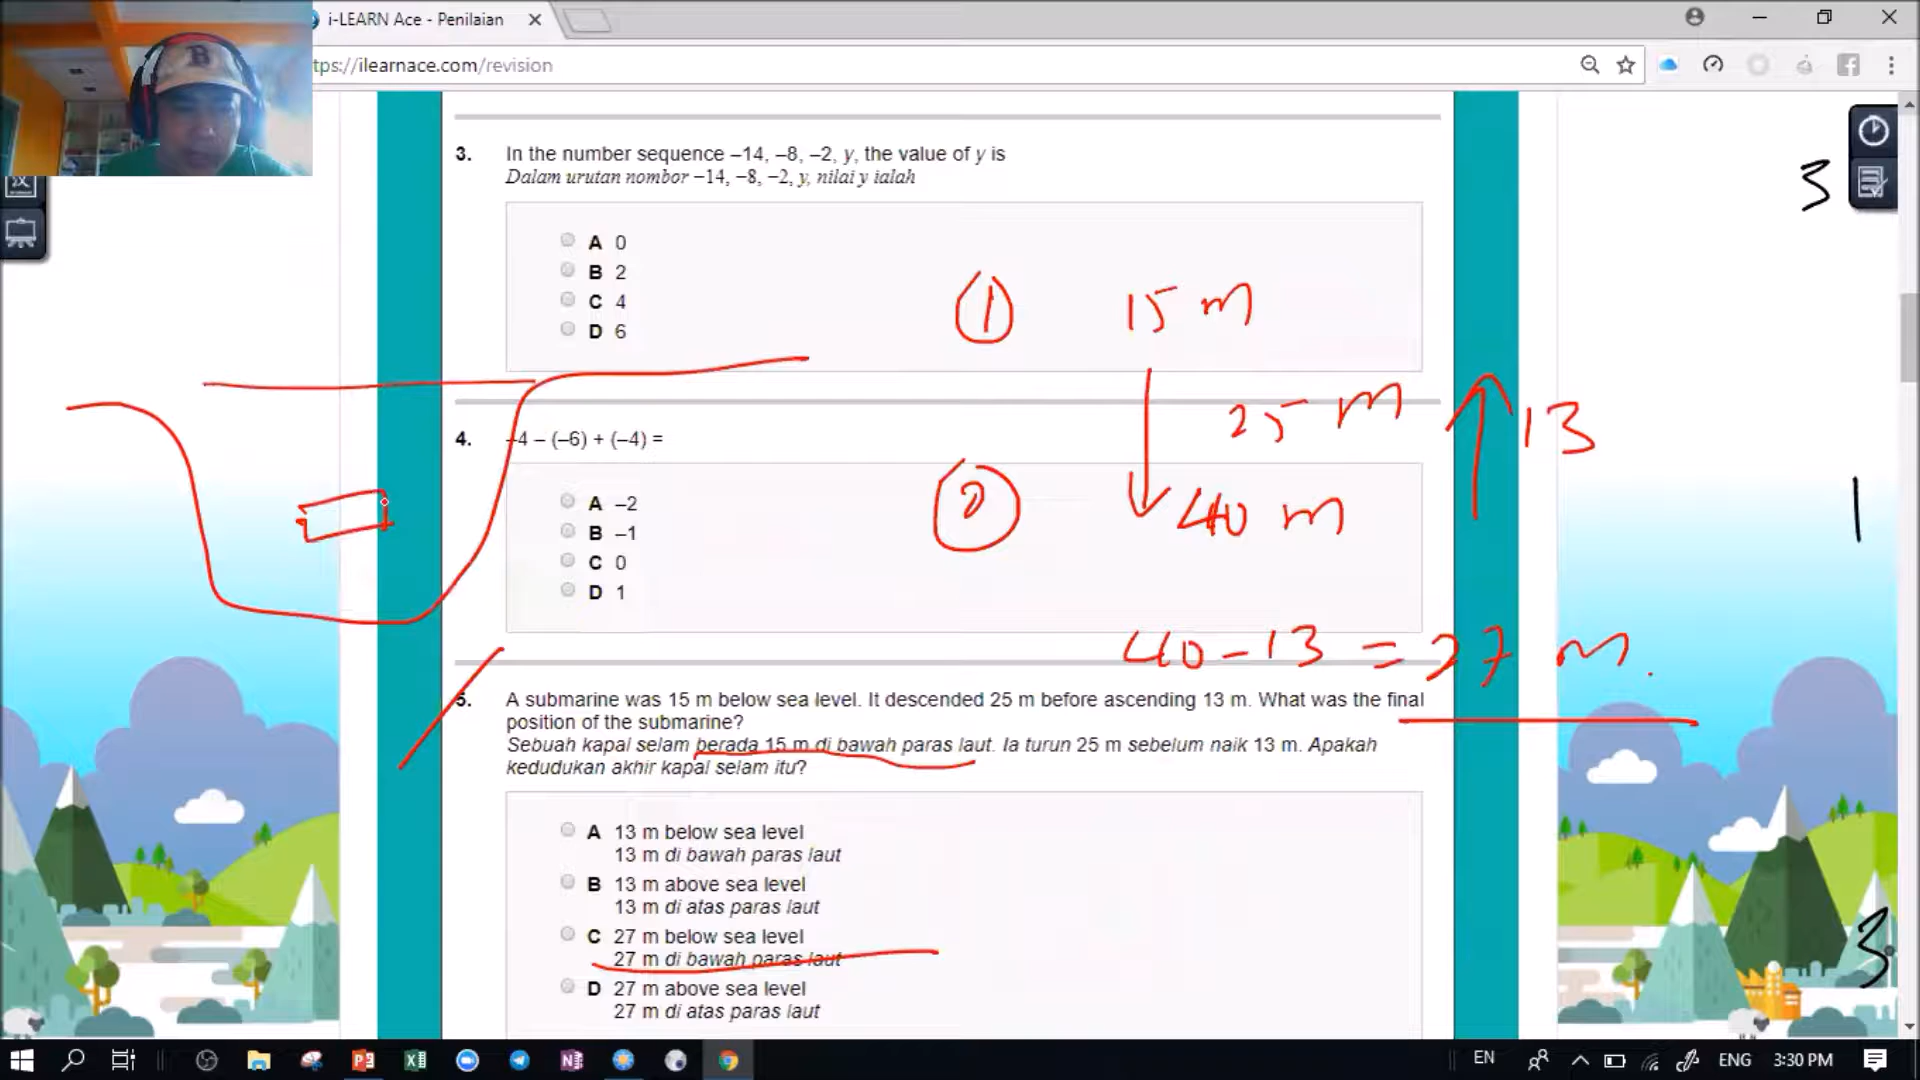 i-LEARN Ace - Penilaian
tps://ilearnace.com/revision
B
3. In the number sequence –14, –8, –2, y, the value of y is
Dalam urutan nombor –14, –8, –2, y, nilai y ialah
3
A 0
B 2
C 4
D 6
1 15 m
25 m 13
4. –4 – (–6) + (–4) =
A –2
B –1
C 0
D 1
2 40 m
1
40 – 13 = 27 m.
5. A submarine was 15 m below sea level. It descended 25 m before ascending 13 m. What was the final
position of the submarine?
Sebuah kapal selam berada 15 m di bawah paras laut. Ia turun 25 m sebelum naik 13 m. Apakah
kedudukan akhir kapal selam itu?
A 13 m below sea level
13 m di bawah paras laut
B 13 m above sea level
13 m di atas paras laut
C 27 m below sea level
27 m di bawah paras laut
3
D 27 m above sea level
27 m di atas paras laut
EN
ENG
3:30 PM